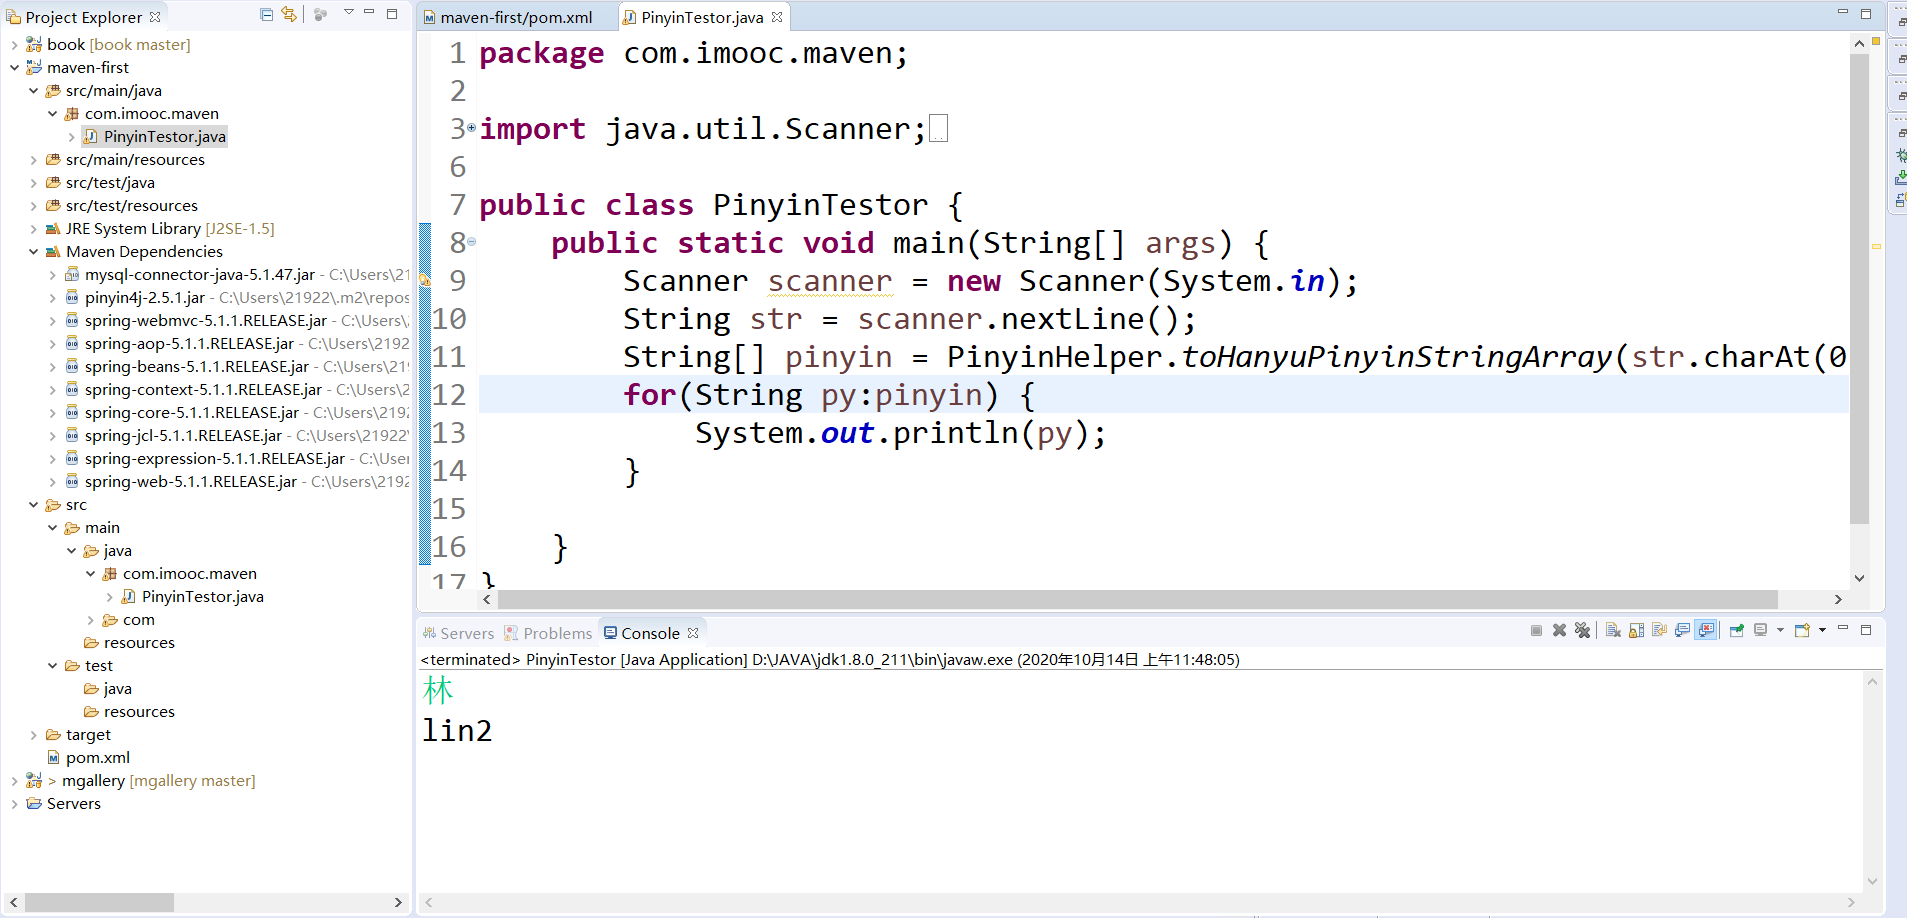 Project Explorer
book [book master]
maven-first
src/main/java
com.imooc.maven
PinyinTestor.java
src/main/resources
src/test/java
src/test/resources
JRE System Library [J2SE-1.5]
Maven Dependencies
mysql-connector-java-5.1.47.jar - C:\Users\21
pinyin4j-2.5.1.jar - C:\Users\21922\.m2\repos
spring-webmvc-5.1.1.RELEASE.jar - C:\Users\
spring-aop-5.1.1.RELEASE.jar - C:\Users\2192
spring-beans-5.1.1.RELEASE.jar - C:\Users\21
spring-context-5.1.1.RELEASE.jar - C:\Users\
spring-core-5.1.1.RELEASE.jar - C:\Users\2192
spring-jcl-5.1.1.RELEASE.jar - C:\Users\21922\
spring-expression-5.1.1.RELEASE.jar - C:\User
spring-web-5.1.1.RELEASE.jar - C:\Users\2192
src
main
java
com.imooc.maven
PinyinTestor.java
com
resources
test
java
resources
target
pom.xml
> mgallery [mgallery master]
Servers
maven-first/pom.xml
PinyinTestor.java
1 package com.imooc.maven;
2
3 import java.util.Scanner;
6
7 public class PinyinTestor {
8 public static void main(String[] args) {
9 Scanner scanner = new Scanner(System.in);
10 String str = scanner.nextLine();
11 String[] pinyin = PinyinHelper.toHanyuPinyinStringArray(str.charAt(0
12 for(String py:pinyin) {
13 System.out.println(py);
14 }
15
16 }
17 }
Servers Problems Console
<terminated> PinyinTestor [Java Application] D:\JAVA\jdk1.8.0_211\bin\javaw.exe (2020年10月14日 上午11:48:05)
林
lin2